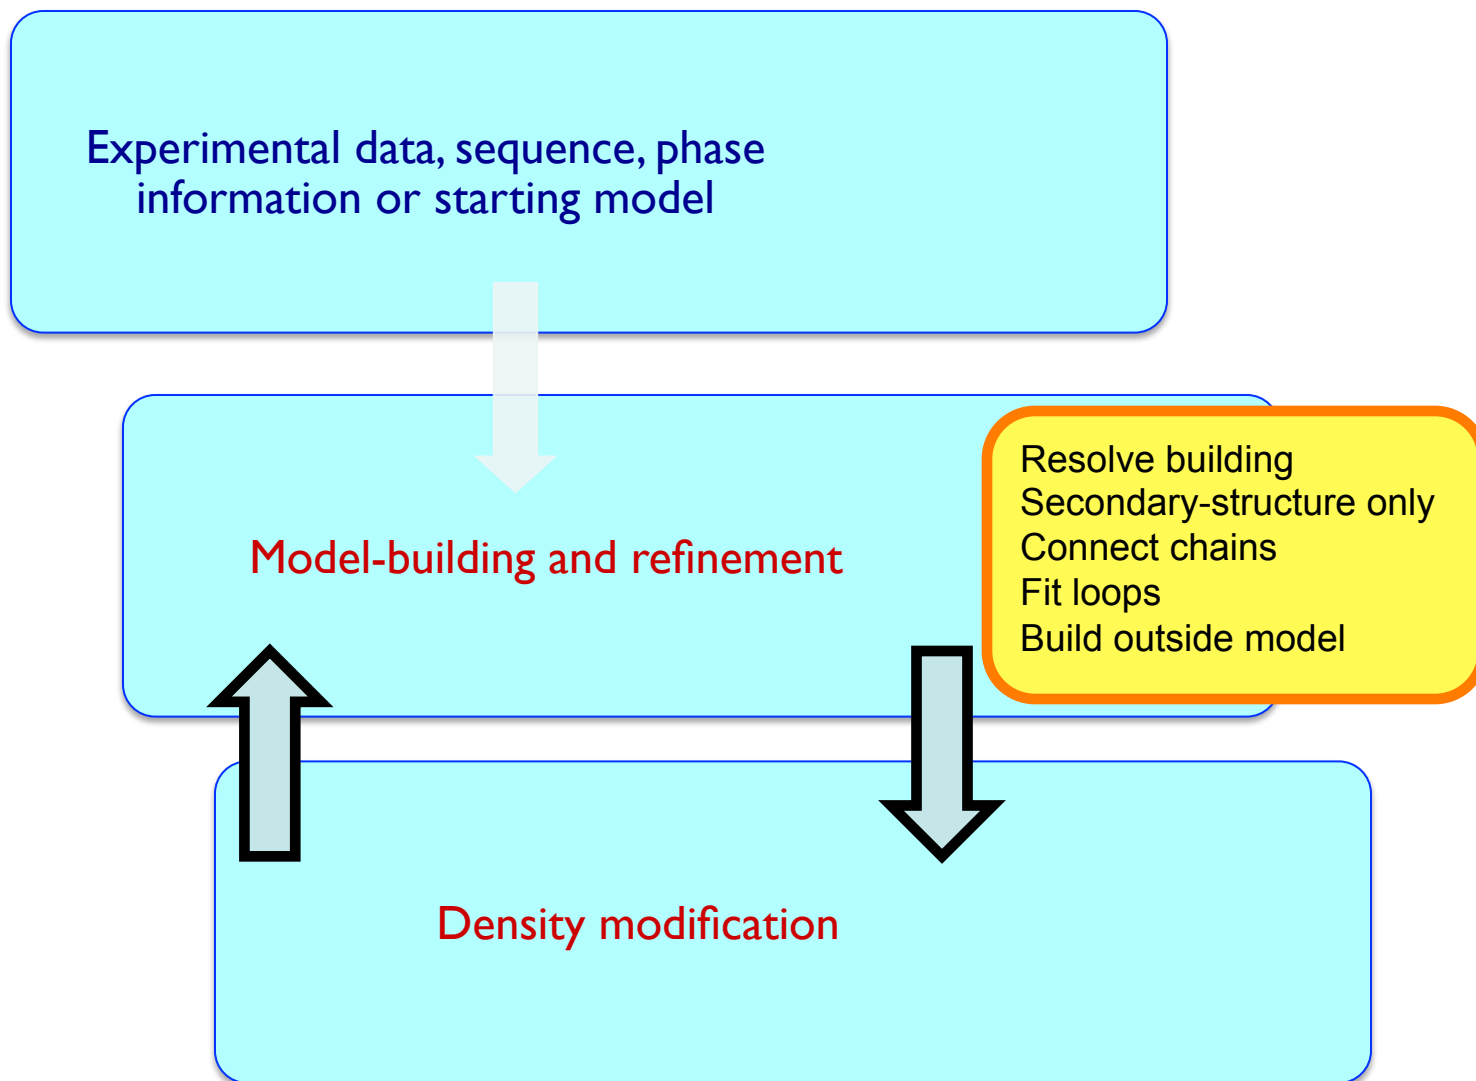 Experimental data, sequence, phase
information or starting model
Resolve building
Secondary-structure only
Connect chains
Fit loops
Build outside model
Model-building and refinement
Density modification